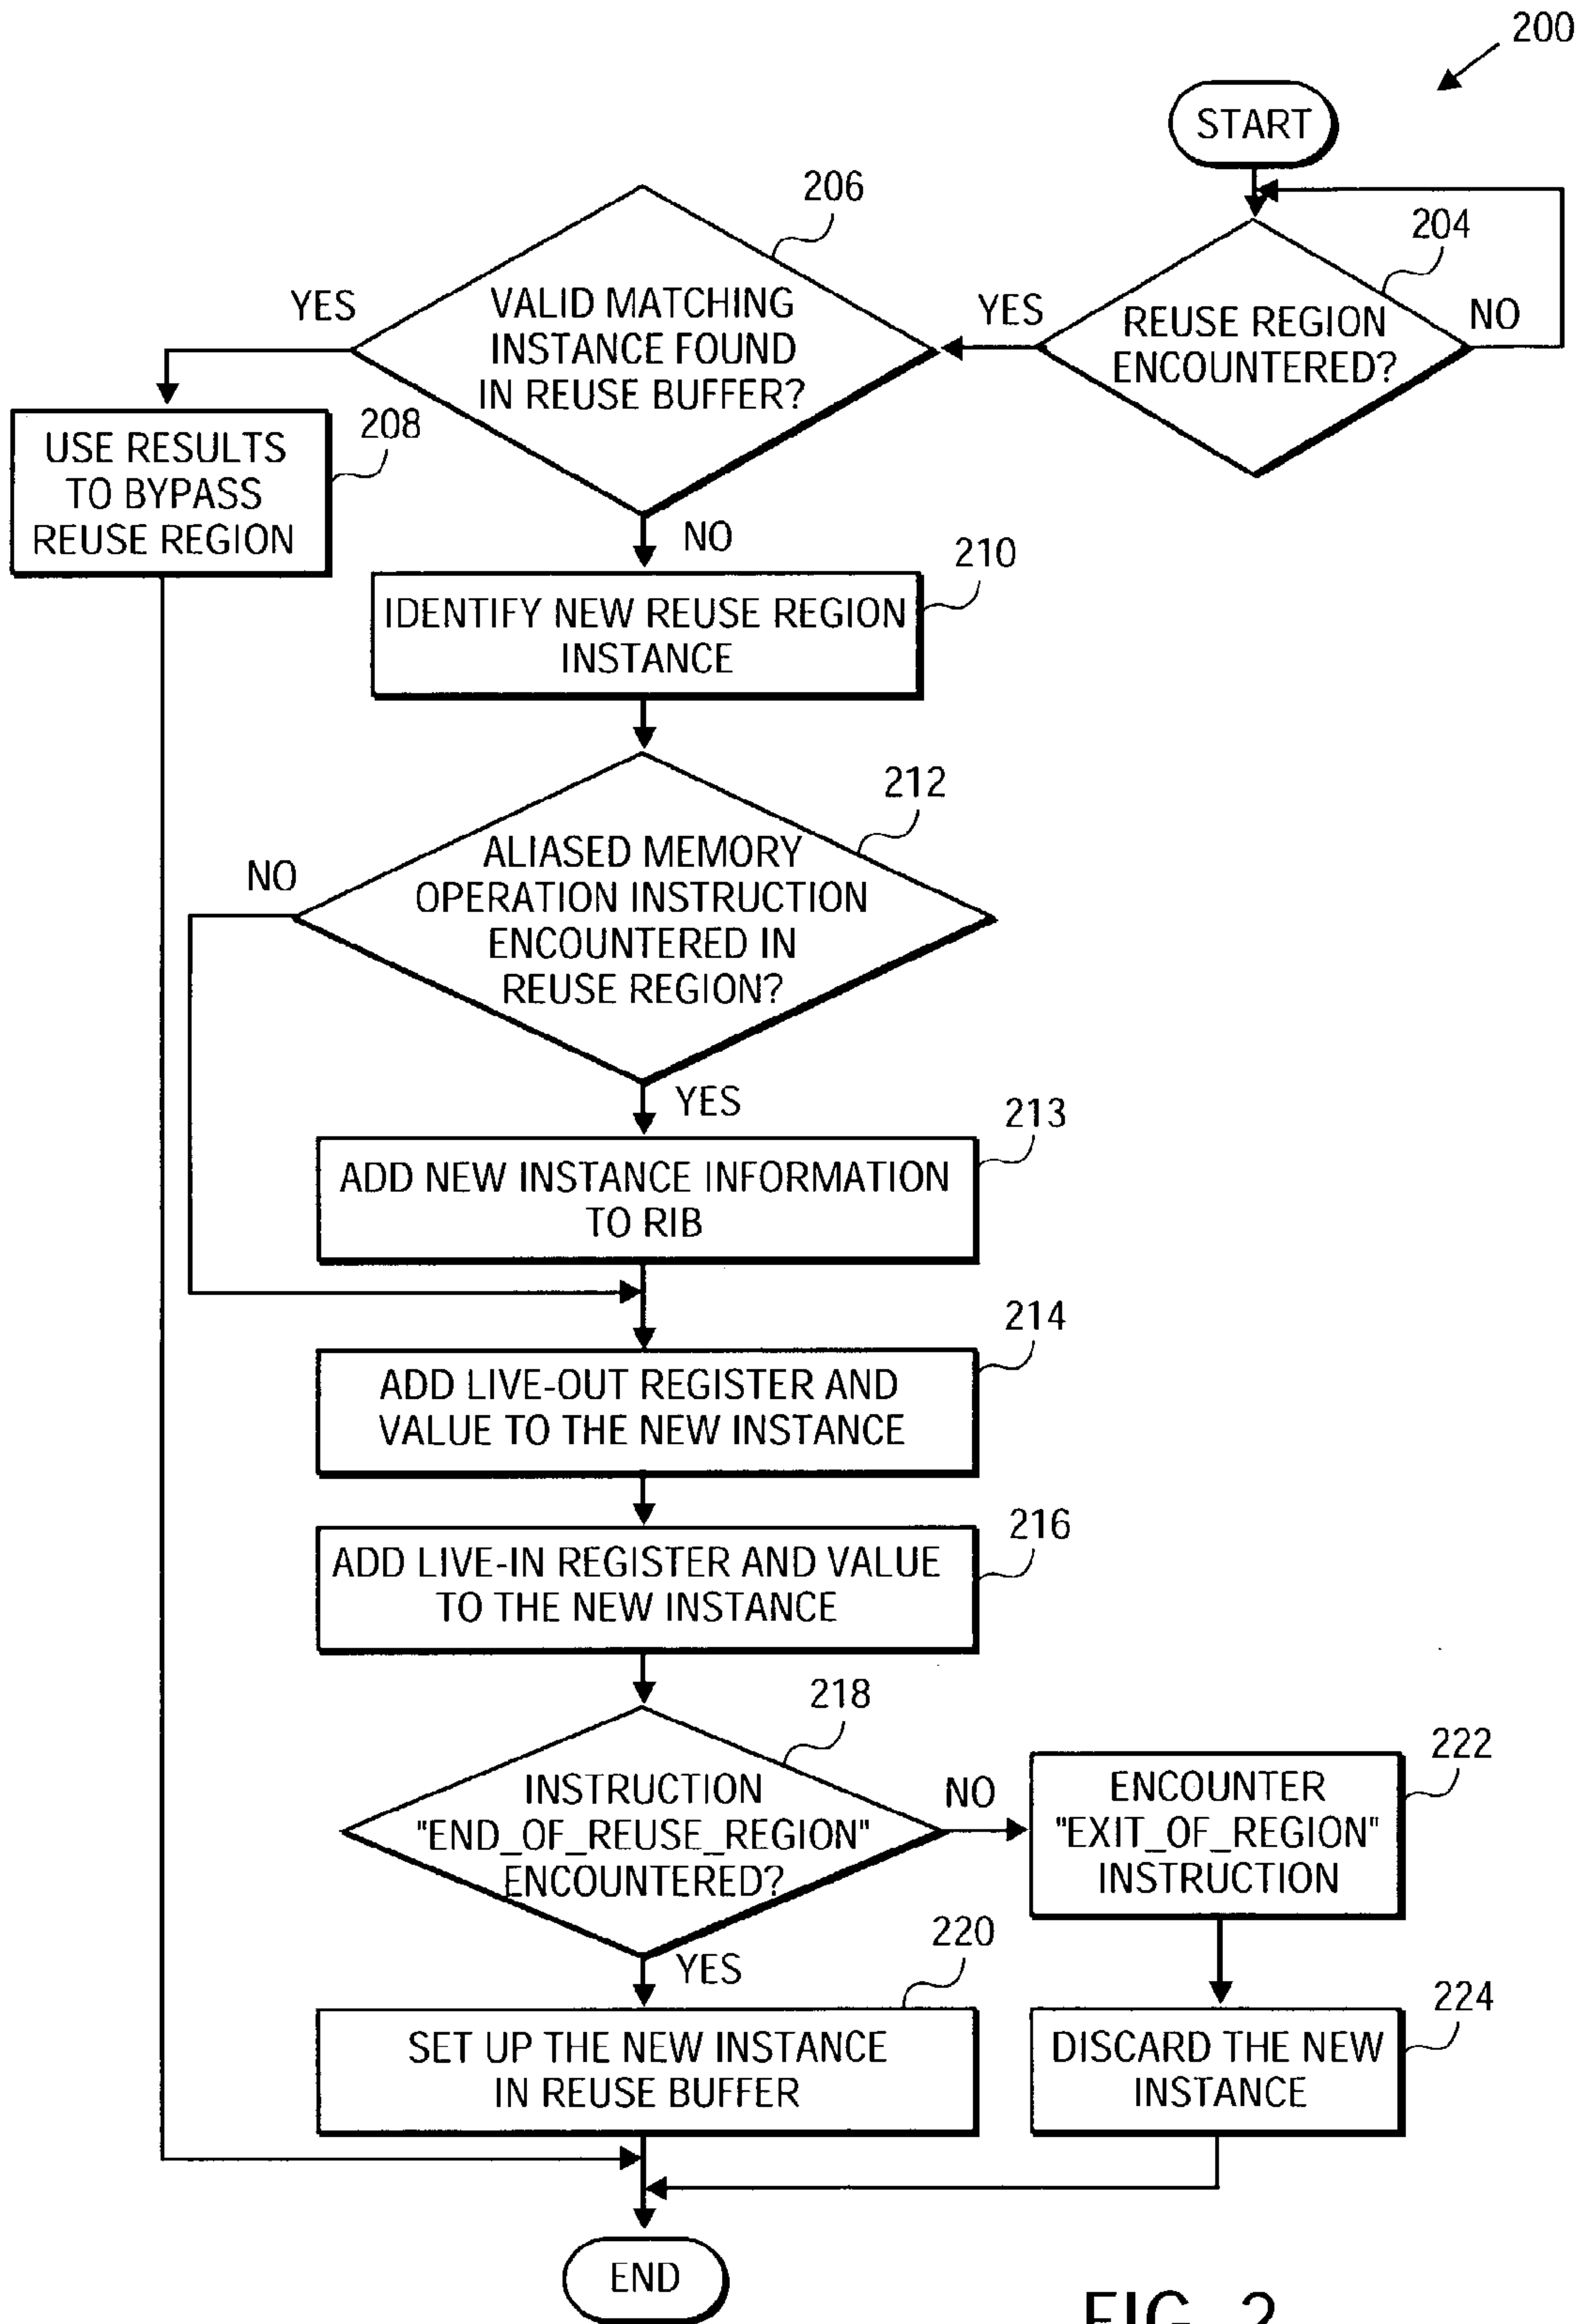 200
START
206
204
YES
VALID MATCHING
INSTANCE FOUND
IN REUSE BUFFER?
YES
REUSE REGION
ENCOUNTERED?
NO
208
USE RESULTS
TO BYPASS
REUSE REGION
NO
210
IDENTIFY NEW REUSE REGION
INSTANCE
212
NO
ALIASED MEMORY
OPERATION INSTRUCTION
ENCOUNTERED IN
REUSE REGION?
YES
213
ADD NEW INSTANCE INFORMATION
TO RIB
214
ADD LIVE-OUT REGISTER AND
VALUE TO THE NEW INSTANCE
216
ADD LIVE-IN REGISTER AND VALUE
TO THE NEW INSTANCE
218
INSTRUCTION
"END_OF_REUSE_REGION"
ENCOUNTERED?
NO
222
ENCOUNTER
"EXIT_OF_REGION"
INSTRUCTION
YES
220
SET UP THE NEW INSTANCE
IN REUSE BUFFER
224
DISCARD THE NEW
INSTANCE
END
FIG. 2